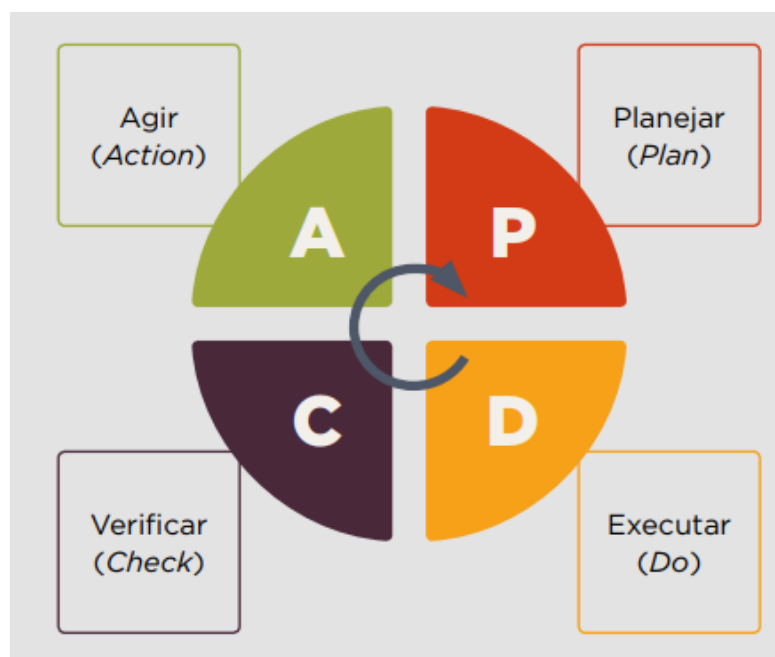 Agir
(Action)
Planejar
(Plan)
A
P
C
D
Verificar
(Check)
Executar
(Do)